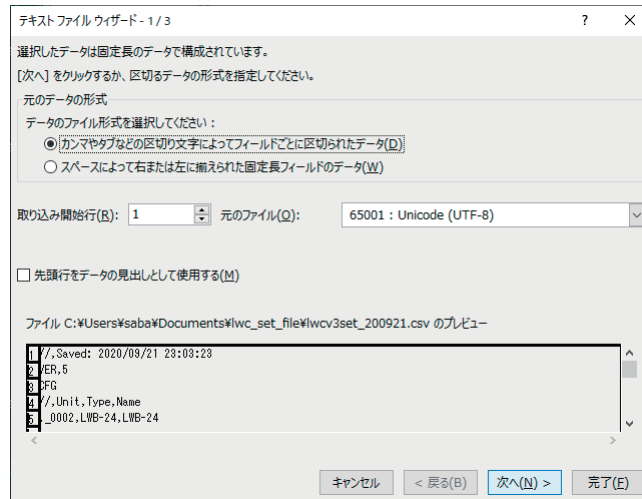 テキスト ファイル ウィザード - 1 / 3
? ×
選択したデータは固定長のデータで構成されています。
[次へ] をクリックするか、区切るデータの形式を指定してください。
元のデータの形式
データのファイル形式を選択してください：
カンマやタブなどの区切り文字によってフィールドごとに区切られたデータ(D)
スペースによって右または左に揃えられた固定長フィールドのデータ(W)
取り込み開始行(R): 1 元のファイル(O): 65001 : Unicode (UTF-8)
先頭行をデータの見出しとして使用する(M)
ファイル C:¥Users¥saba¥Documents¥lwc_set_file¥lwcv3set_200921.csv のプレビュー
1 //,Saved: 2020/09/21 23:03:23
2 VER,5
3 CFG
4 //,Unit,Type,Name
5 ,_0002,LWB-24,LWB-24
キャンセル < 戻る(B) 次へ(N) > 完了(F)